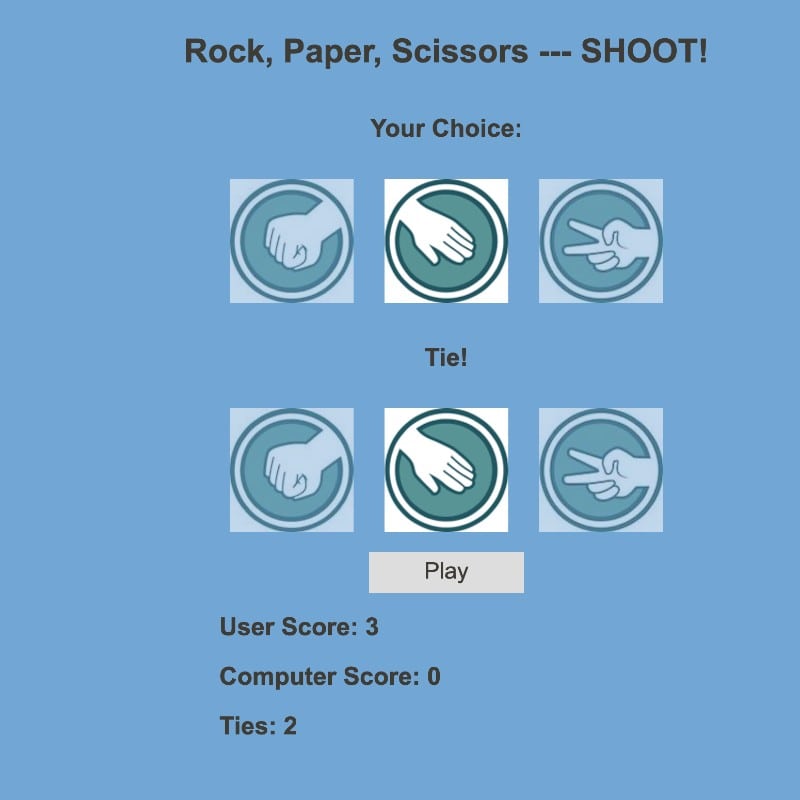 Rock, Paper, Scissors --- SHOOT!
Your Choice:
Tie!
Play
User Score: 3
Computer Score: 0
Ties: 2